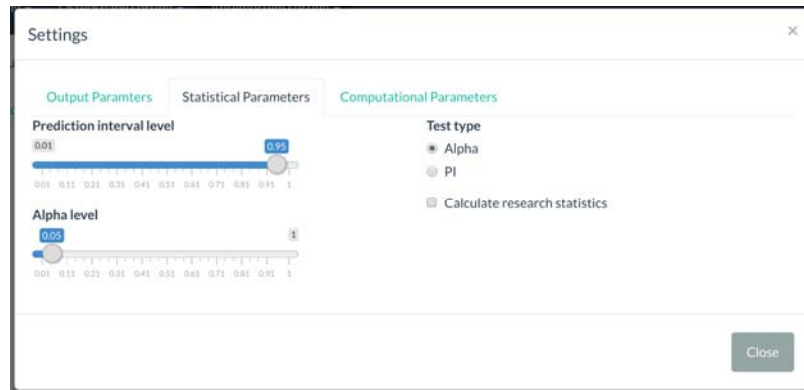 Settings
×
Output Paramters
Statistical Parameters
Computational Parameters
Prediction interval level
0.01
0.95
0.01 0.11 0.21 0.31 0.41 0.51 0.61 0.71 0.81 0.91 1
Alpha level
0.05
1
0.01 0.11 0.21 0.31 0.41 0.51 0.61 0.71 0.81 0.91 1
Test type
Alpha
PI
Calculate research statistics
Close